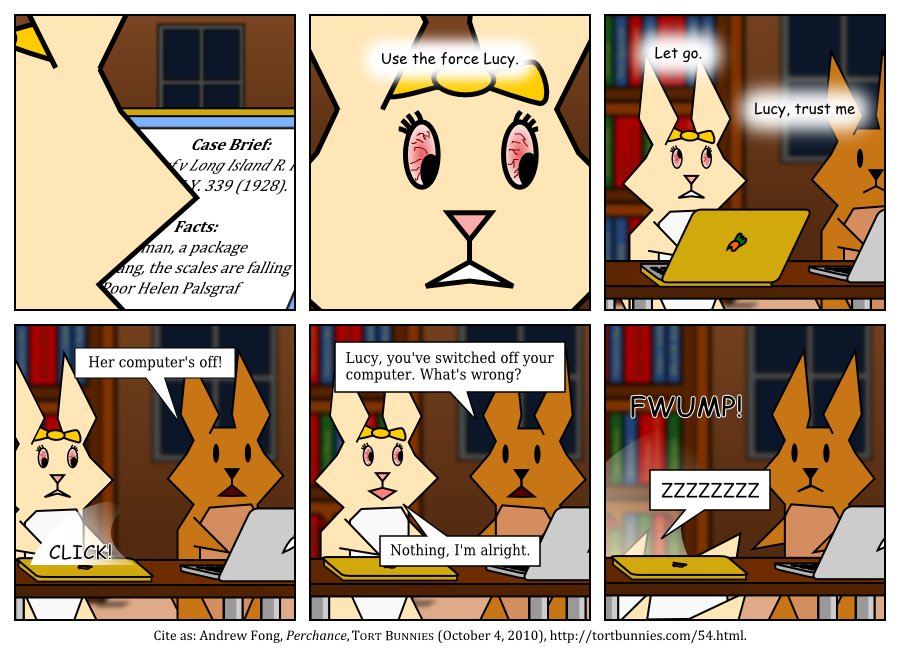 Case Brief:
v Long Island R.
Y. 339 (1928).
Facts:
man, a package
the scales are falling
Poor Helen Palsgraf
Use the force Lucy.
Let go.
Lucy, trust me
Her computer's off!
CLICK!
Lucy, you've switched off your
computer. What's wrong?
Nothing, I'm alright.
FWUMP!
ZZZZZZZZ
Cite as: Andrew Fong, Perchance, TORT BUNNIES (October 4, 2010), http://tortbunnies.com/54.html.